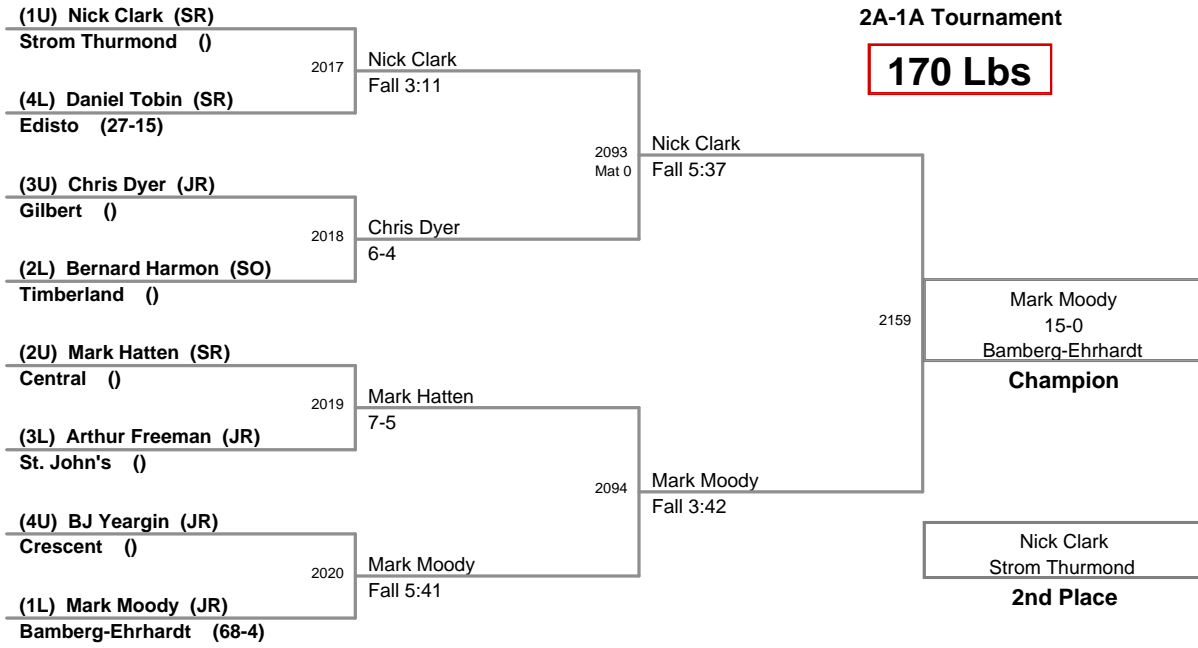 2A-1A Tournament
170 Lbs
(1U) Nick Clark (SR)
Strom Thurmond ()
2017
Nick Clark
Fall 3:11
(4L) Daniel Tobin (SR)
Edisto (27-15)
2093
Mat 0
Nick Clark
Fall 5:37
(3U) Chris Dyer (JR)
Gilbert ()
2018
Chris Dyer
6-4
(2L) Bernard Harmon (SO)
Timberland ()
2159
Mark Moody
15-0
Bamberg-Ehrhardt
Champion
(2U) Mark Hatten (SR)
Central ()
2019
Mark Hatten
7-5
(3L) Arthur Freeman (JR)
St. John's ()
2094
Mark Moody
Fall 3:42
(4U) BJ Yeargin (JR)
Crescent ()
2020
Mark Moody
Fall 5:41
(1L) Mark Moody (JR)
Bamberg-Ehrhardt (68-4)
Nick Clark
Strom Thurmond
2nd Place